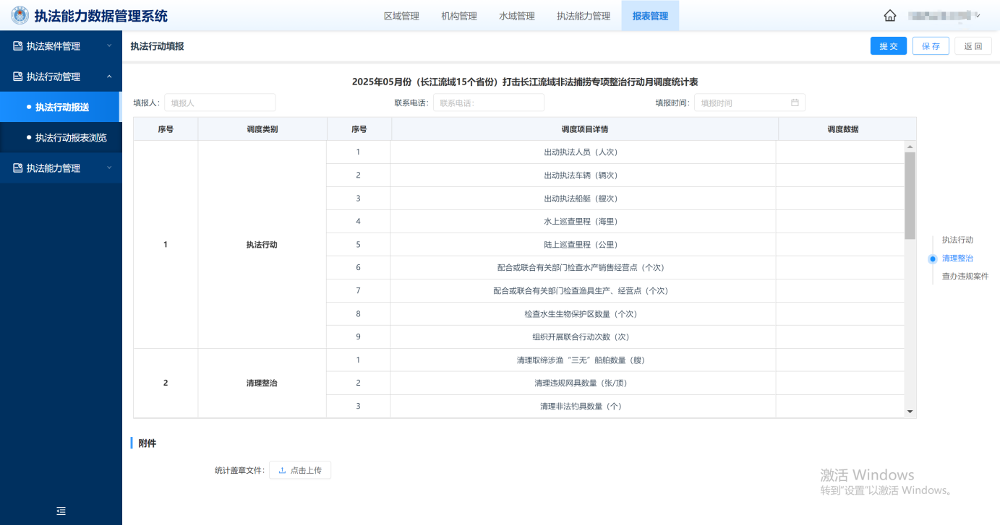 执法能力数据管理系统
区域管理 机构管理 水域管理 执法能力管理 报表管理
执法案件管理
执法行动管理
执法行动报送
执法行动报表浏览
执法能力管理
执法行动填报
提 交 保 存 返 回
2025年05月份（长江流域15个省份）打击长江流域非法捕捞专项整治行动月调度统计表
填报人： 填报人 联系电话： 联系电话： 填报时间： 填报时间
序号 调度类别 序号 调度项目详情 调度数据
1 执法行动
1 出动执法人员（人次）
2 出动执法车辆（辆次）
3 出动执法船艇（艘次）
4 水上巡查里程（海里）
5 陆上巡查里程（公里）
6 配合或联合有关部门检查水产销售经营点（个次）
7 配合或联合有关部门检查渔具生产、经营点（个次）
8 检查水生生物保护区数量（个次）
9 组织开展联合行动次数（次）
2 清理整治
1 清理取缔涉渔“三无”船舶数量（艘）
2 清理违规网具数量（张/顶）
3 清理非法钓具数量（个）
执法行动
清理整治
查办违规案件
附件
统计盖章文件： 点击上传
激活 Windows
转到"设置"以激活 Windows。